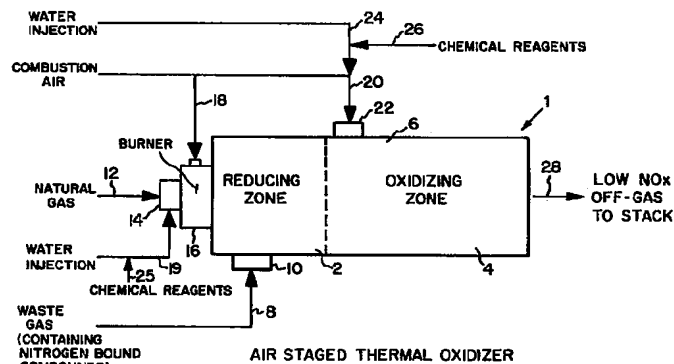 WATER
INJECTION
24
26
CHEMICAL REAGENTS
COMBUSTION
AIR
20
18
22
1
6
BURNER
12
NATURAL
GAS
14
REDUCING
ZONE
OXIDIZING
ZONE
28
LOW NOx
OFF-GAS
TO STACK
16
WATER
INJECTION
19
25
CHEMICAL REAGENTS
10
2
4
8
WASTE
GAS
(CONTAINING
NITROGEN BOUND
AIR STAGED THERMAL OXIDIZER